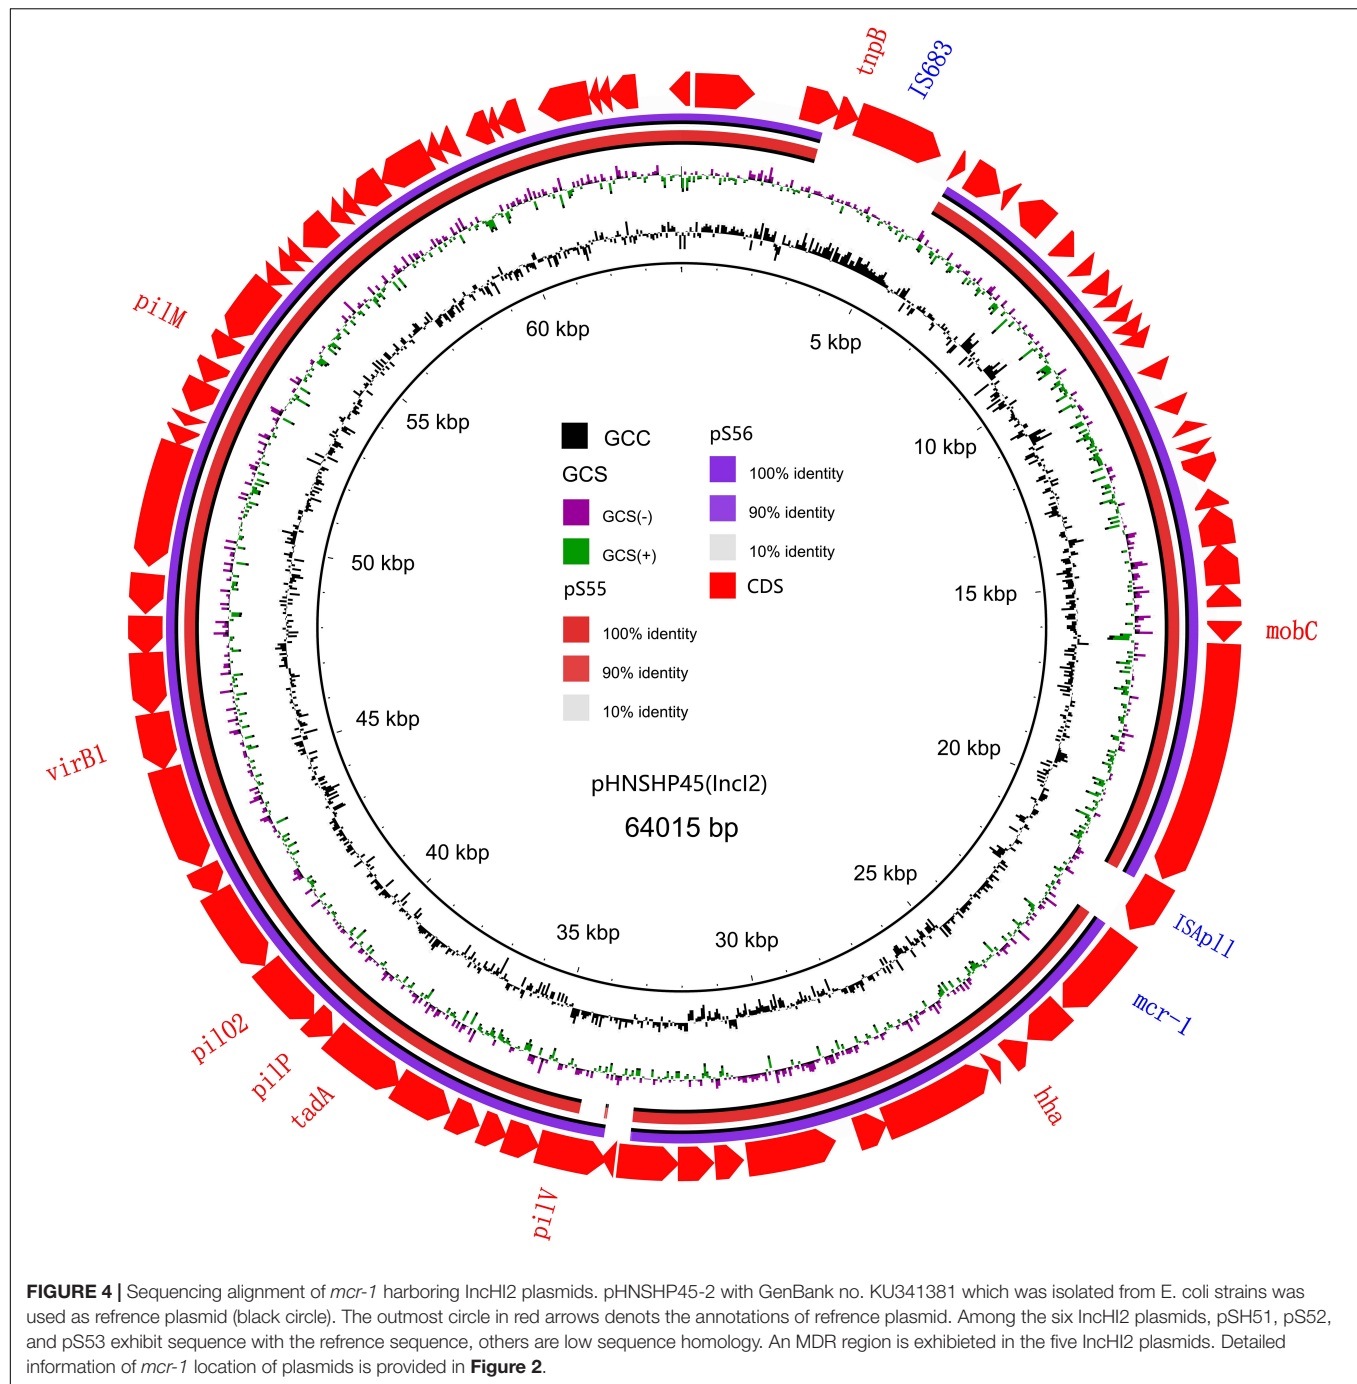 tnpB
IS683
pilM
60 kbp
5 kbp
55 kbp
10 kbp
GCC
GCS
GCS(-)
GCS(+)
pS55
100% identity
90% identity
10% identity
pS56
100% identity
90% identity
10% identity
CDS
50 kbp
15 kbp
mobC
45 kbp
20 kbp
virB1
pHNSHP45(IncI2)
64015 bp
40 kbp
25 kbp
35 kbp
30 kbp
ISApl1
mcr-1
hha
pilO2
pilP
tadA
pilV
FIGURE 4 | Sequencing alignment of mcr-1 harboring IncHI2 plasmids. pHNSHP45-2 with GenBank no. KU341381 which was isolated from E. coli strains was
used as refrence plasmid (black circle). The outmost circle in red arrows denots the annotations of refrence plasmid. Among the six IncHI2 plasmids, pSH51, pS52,
and pS53 exhibit sequence with the refrence sequence, others are low sequence homology. An MDR region is exhibieted in the five IncHI2 plasmids. Detailed
information of mcr-1 location of plasmids is provided in Figure 2.